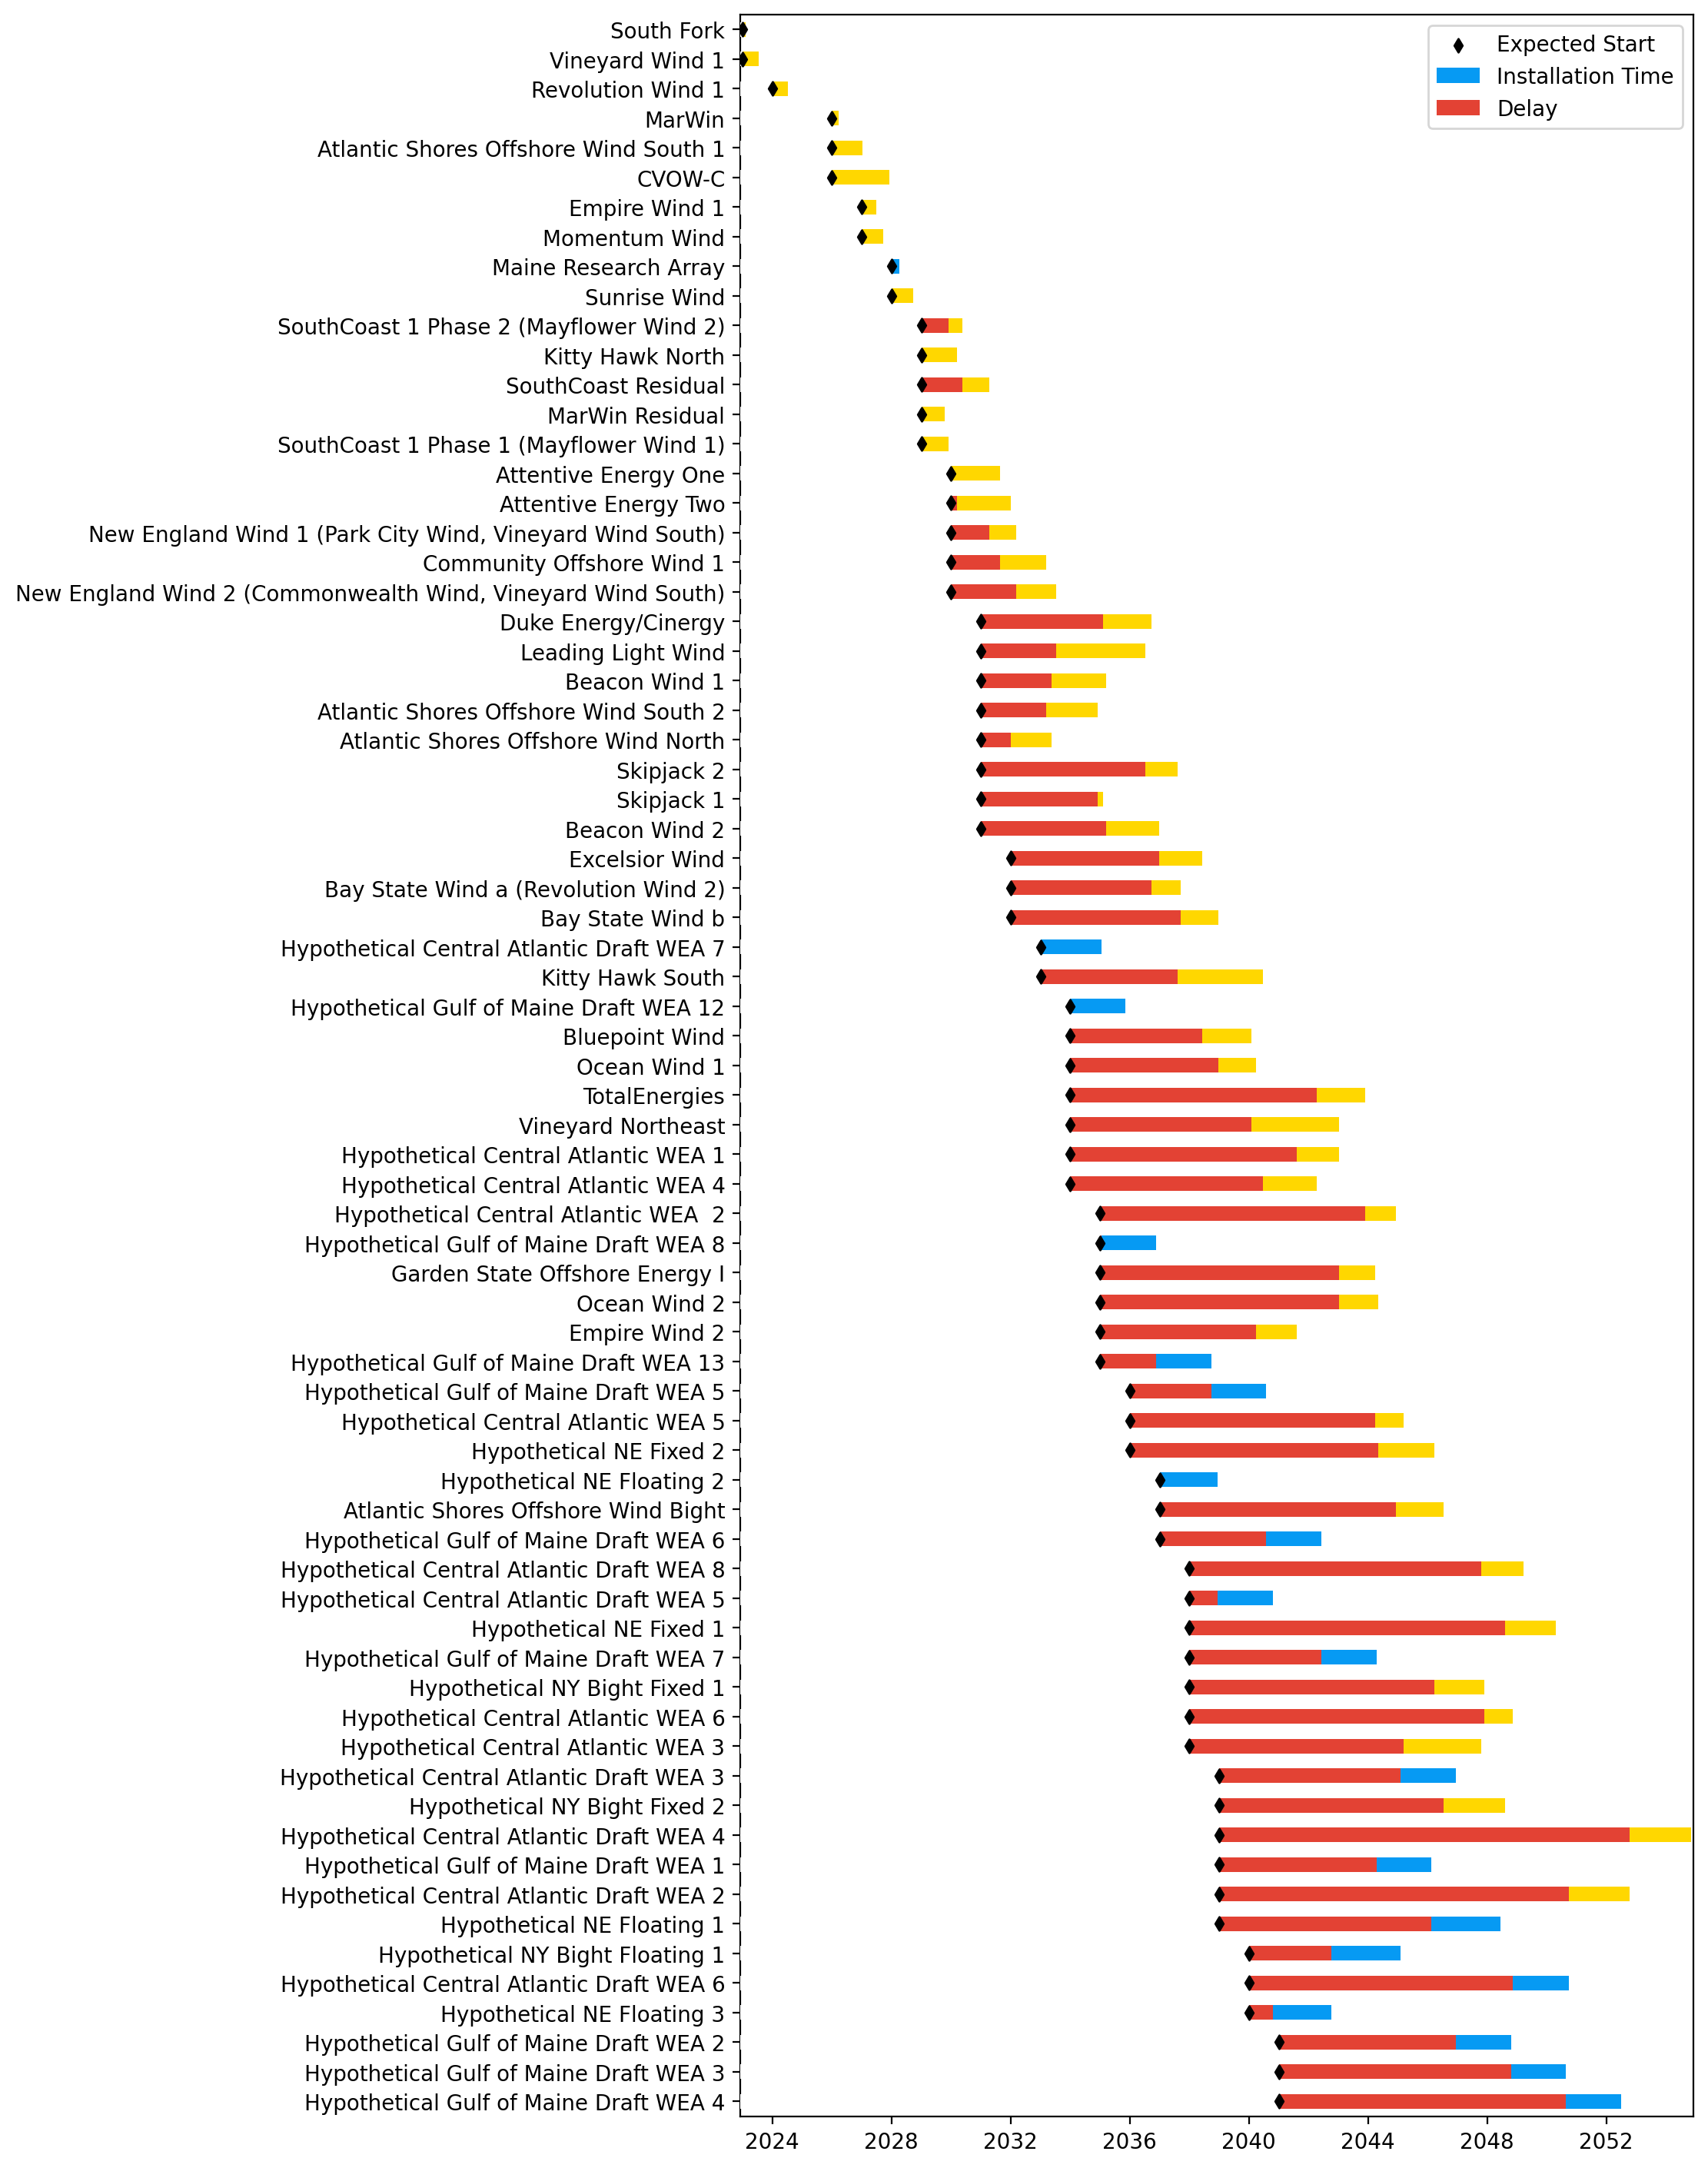 South Fork
Vineyard Wind 1
Revolution Wind 1
MarWin
Atlantic Shores Offshore Wind South 1
CVOW-C
Empire Wind 1
Momentum Wind
Maine Research Array
Sunrise Wind
SouthCoast 1 Phase 2 (Mayflower Wind 2)
Kitty Hawk North
SouthCoast Residual
MarWin Residual
SouthCoast 1 Phase 1 (Mayflower Wind 1)
Attentive Energy One
Attentive Energy Two
New England Wind 1 (Park City Wind, Vineyard Wind South)
Community Offshore Wind 1
New England Wind 2 (Commonwealth Wind, Vineyard Wind South)
Duke Energy/Cinergy
Leading Light Wind
Beacon Wind 1
Atlantic Shores Offshore Wind South 2
Atlantic Shores Offshore Wind North
Skipjack 2
Skipjack 1
Beacon Wind 2
Excelsior Wind
Bay State Wind a (Revolution Wind 2)
Bay State Wind b
Hypothetical Central Atlantic Draft WEA 7
Kitty Hawk South
Hypothetical Gulf of Maine Draft WEA 12
Bluepoint Wind
Ocean Wind 1
TotalEnergies
Vineyard Northeast
Hypothetical Central Atlantic WEA 1
Hypothetical Central Atlantic WEA 4
Hypothetical Central Atlantic WEA  2
Hypothetical Gulf of Maine Draft WEA 8
Garden State Offshore Energy I
Ocean Wind 2
Empire Wind 2
Hypothetical Gulf of Maine Draft WEA 13
Hypothetical Gulf of Maine Draft WEA 5
Hypothetical Central Atlantic WEA 5
Hypothetical NE Fixed 2
Hypothetical NE Floating 2
Atlantic Shores Offshore Wind Bight
Hypothetical Gulf of Maine Draft WEA 6
Hypothetical Central Atlantic Draft WEA 8
Hypothetical Central Atlantic Draft WEA 5
Hypothetical NE Fixed 1
Hypothetical Gulf of Maine Draft WEA 7
Hypothetical NY Bight Fixed 1
Hypothetical Central Atlantic WEA 6
Hypothetical Central Atlantic WEA 3
Hypothetical Central Atlantic Draft WEA 3
Hypothetical NY Bight Fixed 2
Hypothetical Central Atlantic Draft WEA 4
Hypothetical Gulf of Maine Draft WEA 1
Hypothetical Central Atlantic Draft WEA 2
Hypothetical NE Floating 1
Hypothetical NY Bight Floating 1
Hypothetical Central Atlantic Draft WEA 6
Hypothetical NE Floating 3
Hypothetical Gulf of Maine Draft WEA 2
Hypothetical Gulf of Maine Draft WEA 3
Hypothetical Gulf of Maine Draft WEA 4
Expected Start
Installation Time
Delay
2024 2028 2032 2036 2040 2044 2048 2052